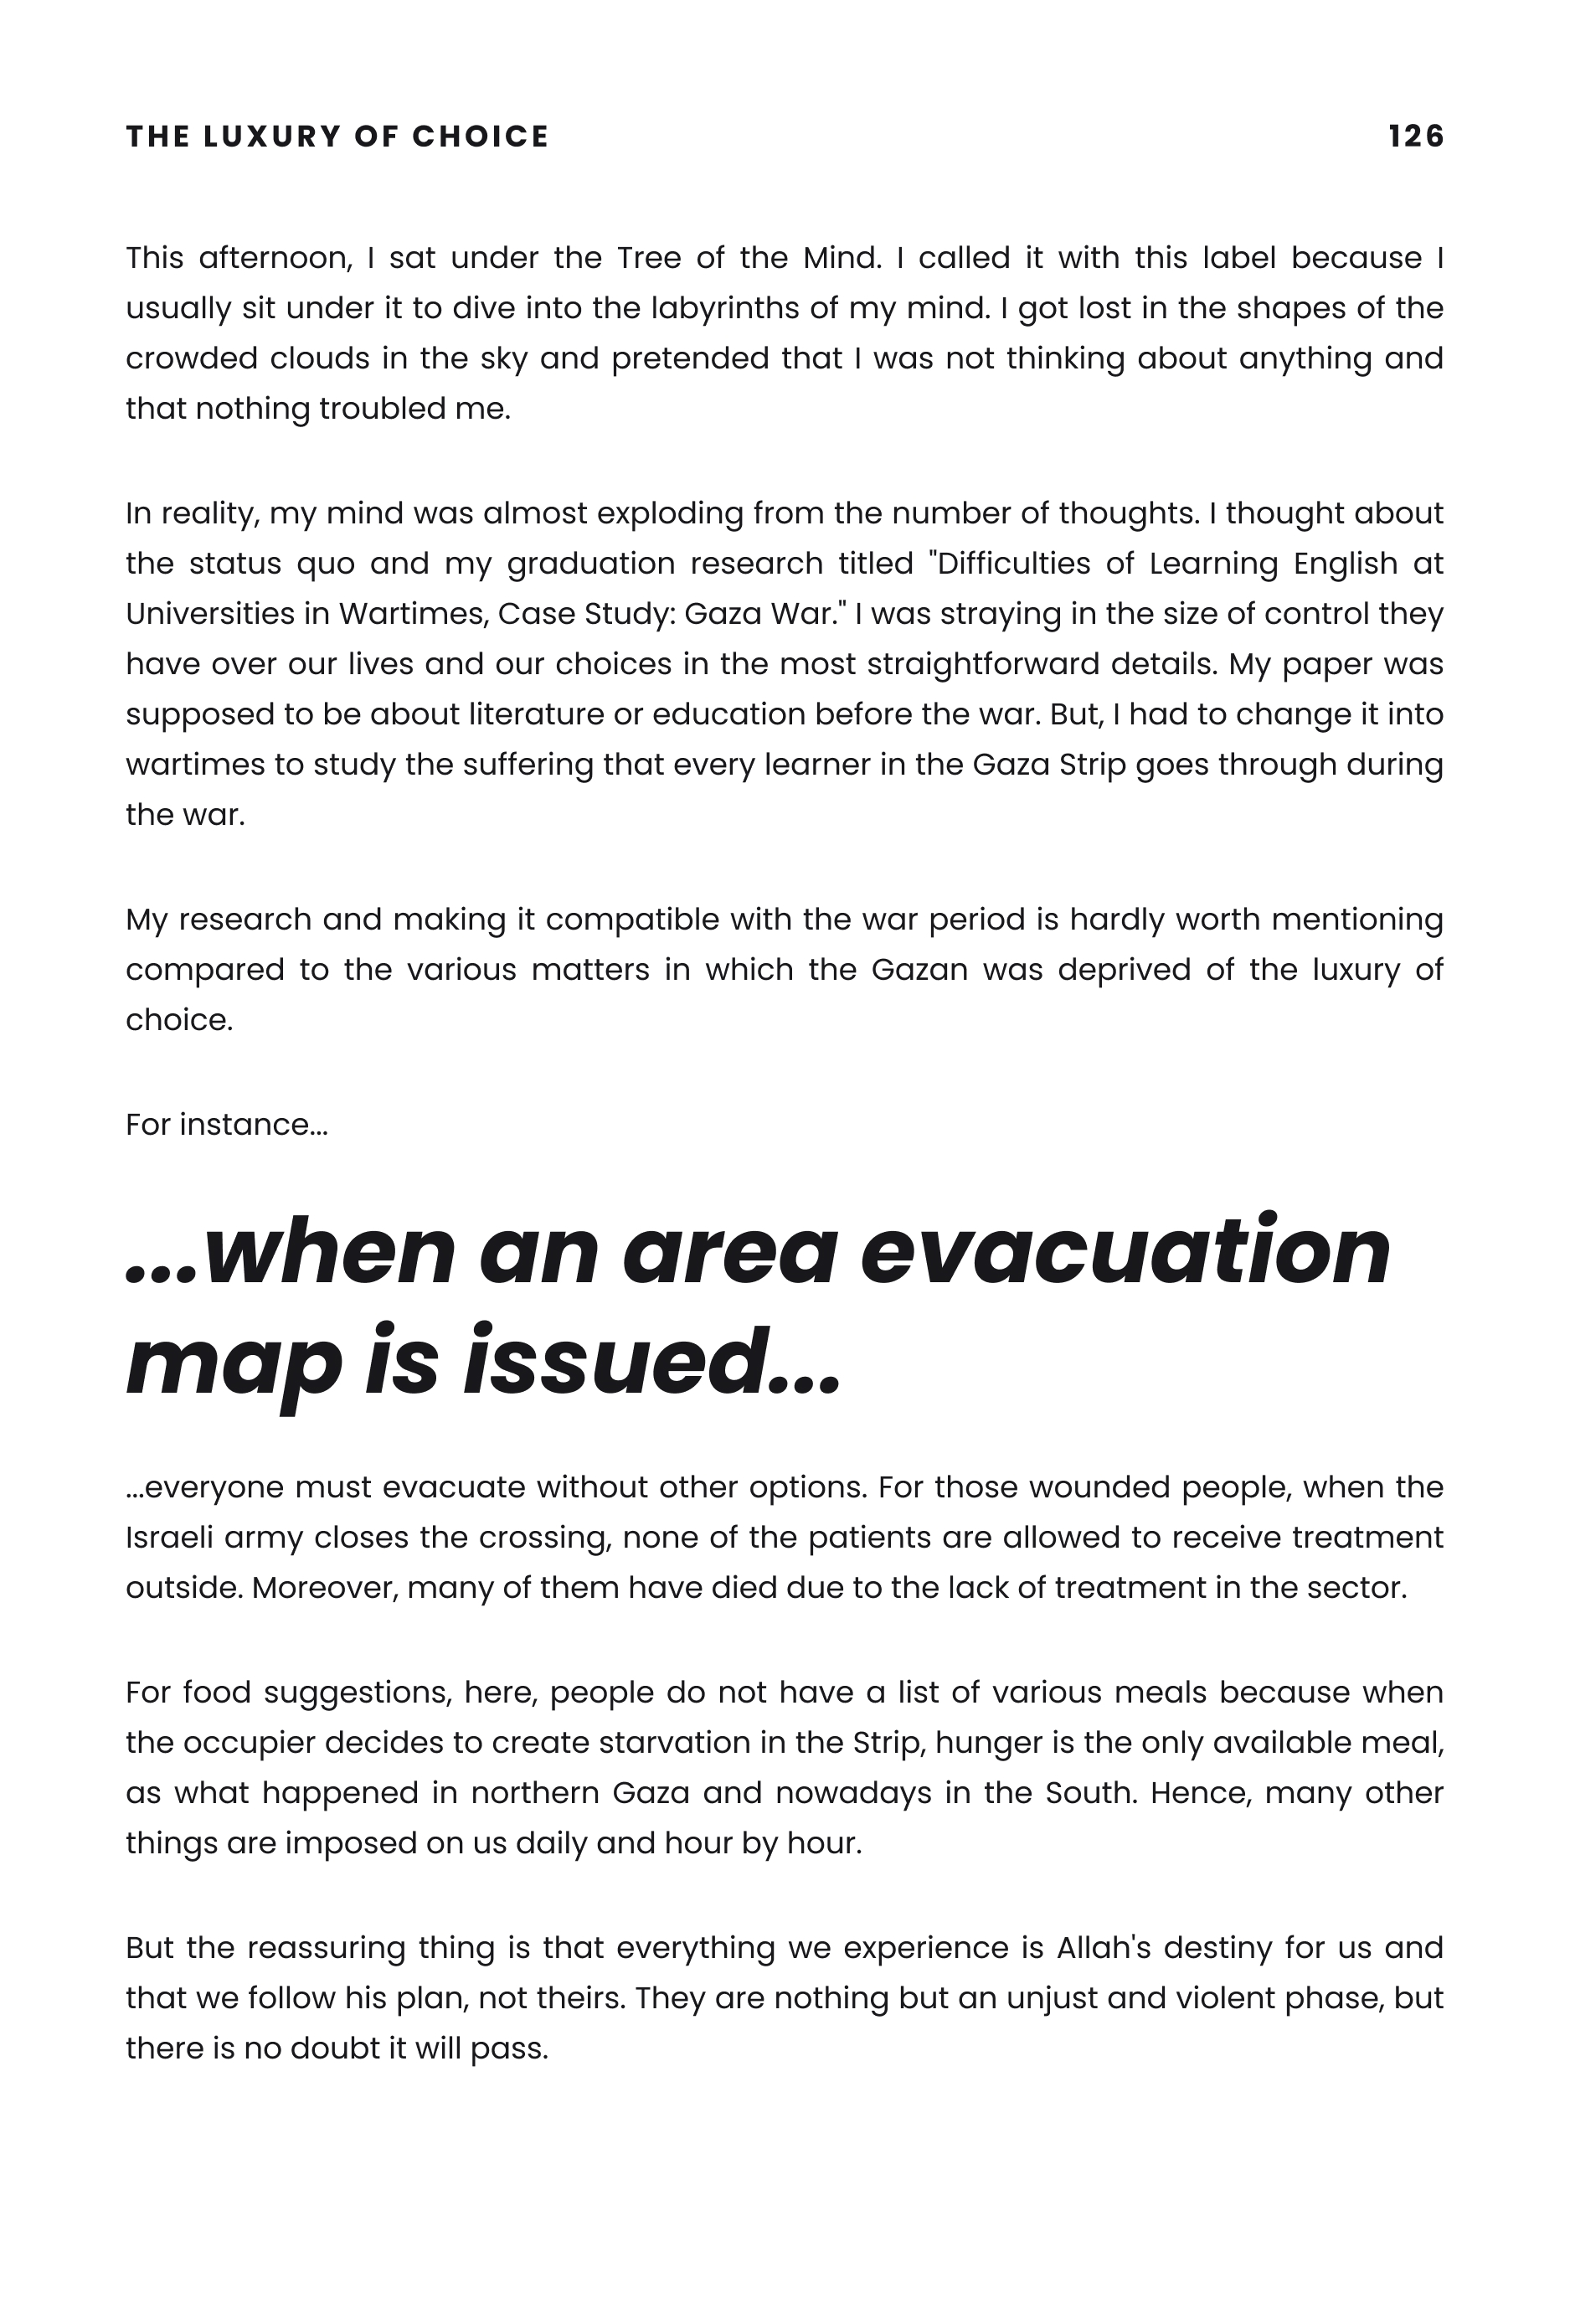 THE LUXURY OF CHOICE 126
This afternoon, I sat under the Tree of the Mind. I called it with this label because I
usually sit under it to dive into the labyrinths of my mind. I got lost in the shapes of the
crowded clouds in the sky and pretended that I was not thinking about anything and
that nothing troubled me.
In reality, my mind was almost exploding from the number of thoughts. I thought about
the status quo and my graduation research titled "Difficulties of Learning English at
Universities in Wartimes, Case Study: Gaza War." I was straying in the size of control they
have over our lives and our choices in the most straightforward details. My paper was
supposed to be about literature or education before the war. But, I had to change it into
wartimes to study the suffering that every learner in the Gaza Strip goes through during
the war.
My research and making it compatible with the war period is hardly worth mentioning
compared to the various matters in which the Gazan was deprived of the luxury of
choice.
For instance...
...when an area evacuation
map is issued...
...everyone must evacuate without other options. For those wounded people, when the
Israeli army closes the crossing, none of the patients are allowed to receive treatment
outside. Moreover, many of them have died due to the lack of treatment in the sector.
For food suggestions, here, people do not have a list of various meals because when
the occupier decides to create starvation in the Strip, hunger is the only available meal,
as what happened in northern Gaza and nowadays in the South. Hence, many other
things are imposed on us daily and hour by hour.
But the reassuring thing is that everything we experience is Allah's destiny for us and
that we follow his plan, not theirs. They are nothing but an unjust and violent phase, but
there is no doubt it will pass.